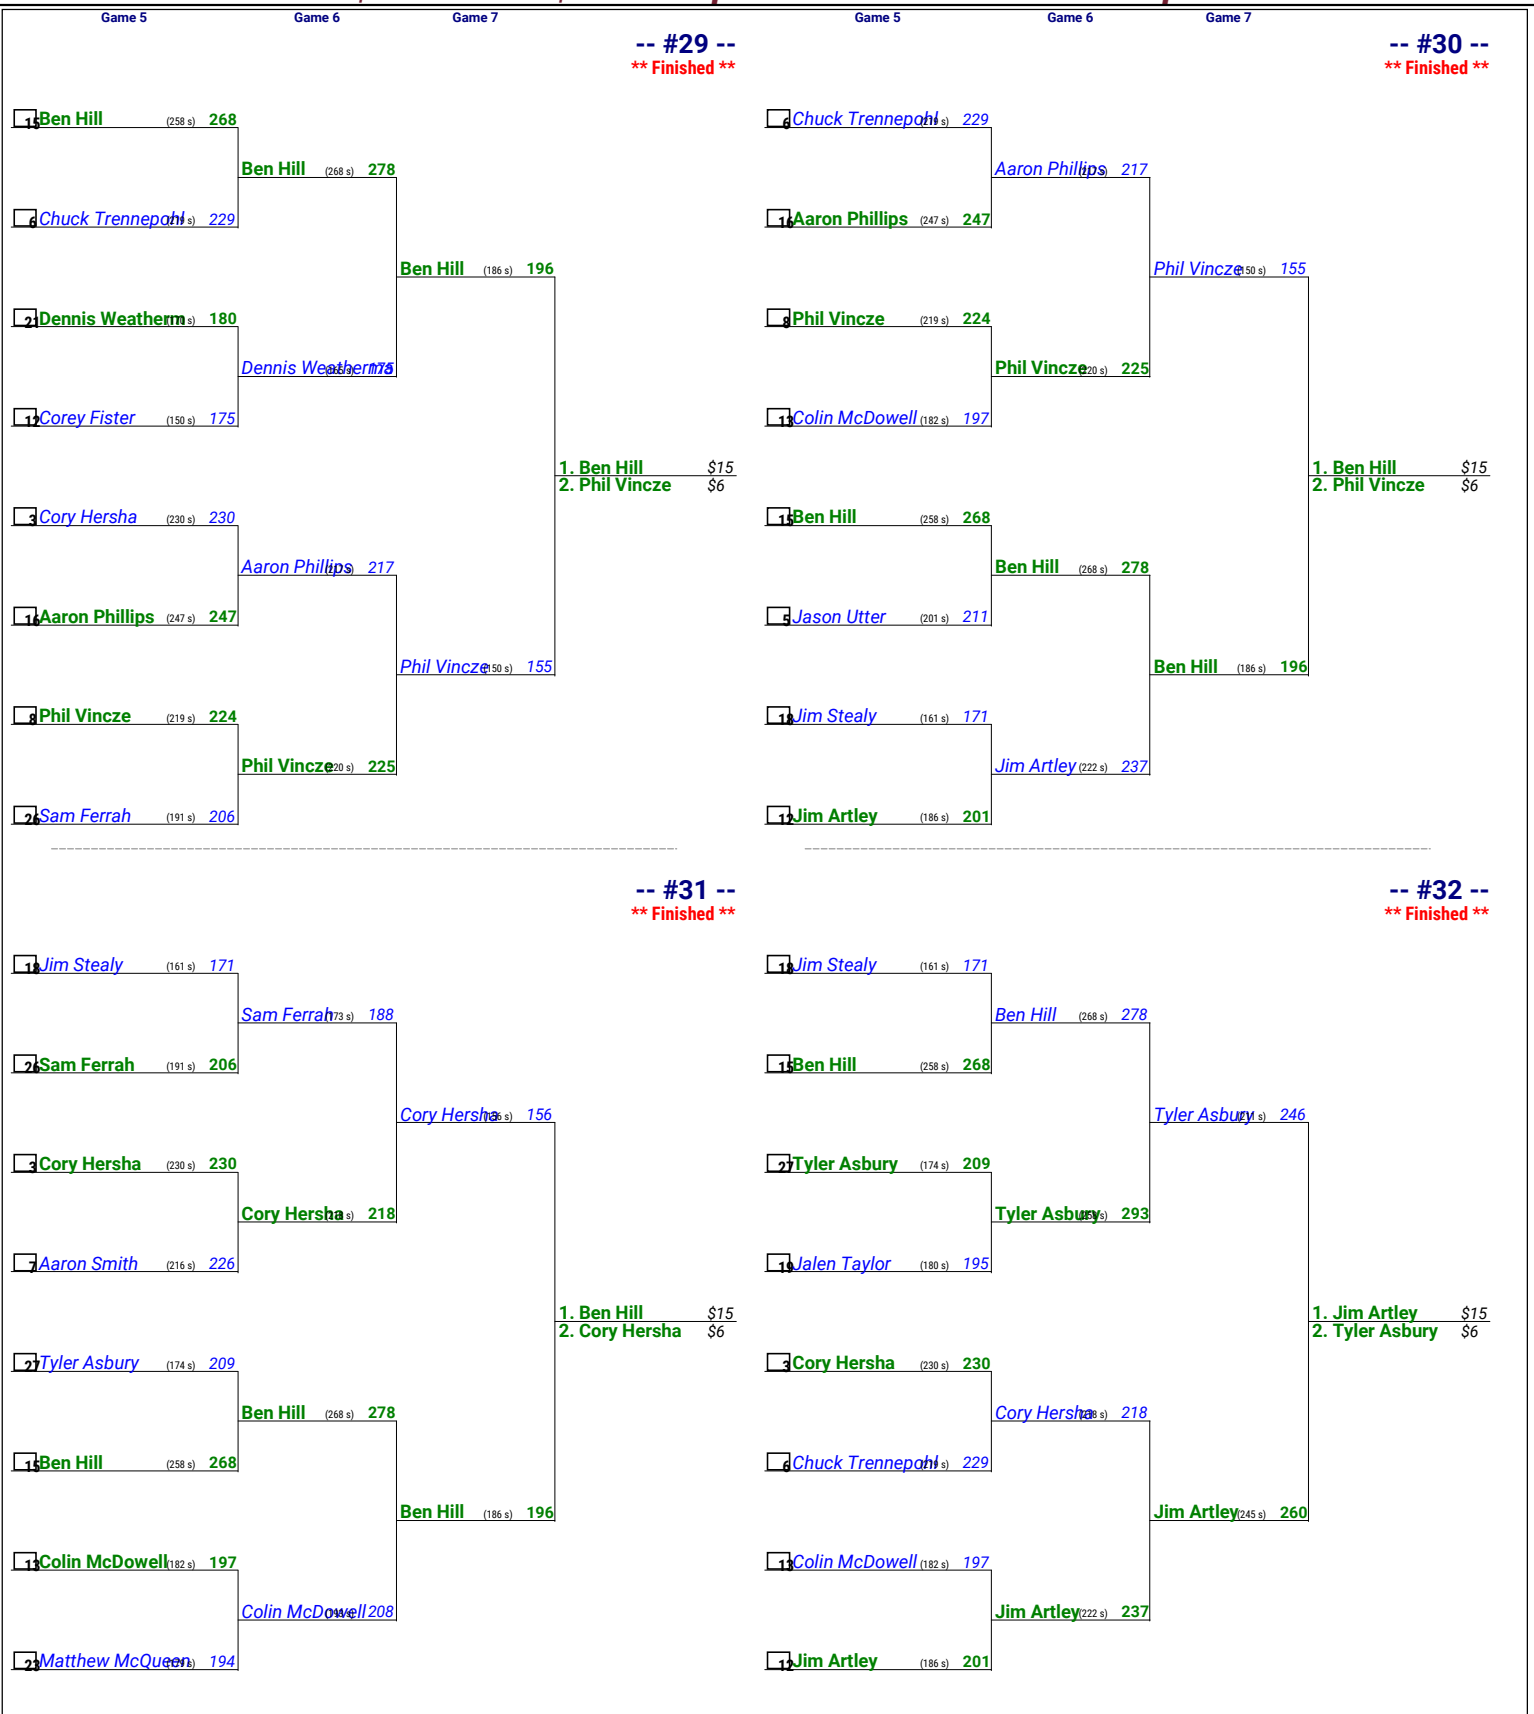 Game 5 Game 6 Game 7
-- #29 --
** Finished **
15 Ben Hill (258 s) 268
Ben Hill (268 s) 278
6 Chuck Trennepohl (219 s) 229
Ben Hill (186 s) 196
21 Dennis Weatherm 180
Dennis Weatherma 175
12 Corey Fister (150 s) 175
1. Ben Hill $15
2. Phil Vincze $6
3 Cory Hersha (230 s) 230
Aaron Phillips (217 s) 217
16 Aaron Phillips (247 s) 247
Phil Vincze (150 s) 155
8 Phil Vincze (219 s) 224
Phil Vincze (220 s) 225
26 Sam Ferrah (191 s) 206
Game 5 Game 6 Game 7
-- #30 --
** Finished **
6 Chuck Trennepohl (219 s) 229
Aaron Phillips (217 s) 217
16 Aaron Phillips (247 s) 247
Phil Vincze (150 s) 155
8 Phil Vincze (219 s) 224
Phil Vincze (220 s) 225
13 Colin McDowell (182 s) 197
1. Ben Hill $15
2. Phil Vincze $6
15 Ben Hill (258 s) 268
Ben Hill (268 s) 278
5 Jason Utter (201 s) 211
Ben Hill (186 s) 196
18 Jim Stealy (161 s) 171
Jim Artley (222 s) 237
12 Jim Artley (186 s) 201
-- #31 --
** Finished **
18 Jim Stealy (161 s) 171
Sam Ferrah (173 s) 188
26 Sam Ferrah (191 s) 206
Cory Hersha (156 s) 156
3 Cory Hersha (230 s) 230
Cory Hersha (218 s) 218
7 Aaron Smith (216 s) 226
1. Ben Hill $15
2. Cory Hersha $6
27 Tyler Asbury (174 s) 209
Ben Hill (268 s) 278
15 Ben Hill (258 s) 268
Ben Hill (186 s) 196
13 Colin McDowell (182 s) 197
Colin McDowell 208
23 Matthew McQueen 194
-- #32 --
** Finished **
18 Jim Stealy (161 s) 171
Ben Hill (268 s) 278
15 Ben Hill (258 s) 268
Tyler Asbury (211 s) 246
27 Tyler Asbury (174 s) 209
Tyler Asbury (258 s) 293
19 Jalen Taylor (180 s) 195
1. Jim Artley $15
2. Tyler Asbury $6
3 Cory Hersha (230 s) 230
Cory Hersha (218 s) 218
6 Chuck Trennepohl (219 s) 229
Jim Artley (245 s) 260
13 Colin McDowell (182 s) 197
Jim Artley (222 s) 237
12 Jim Artley (186 s) 201